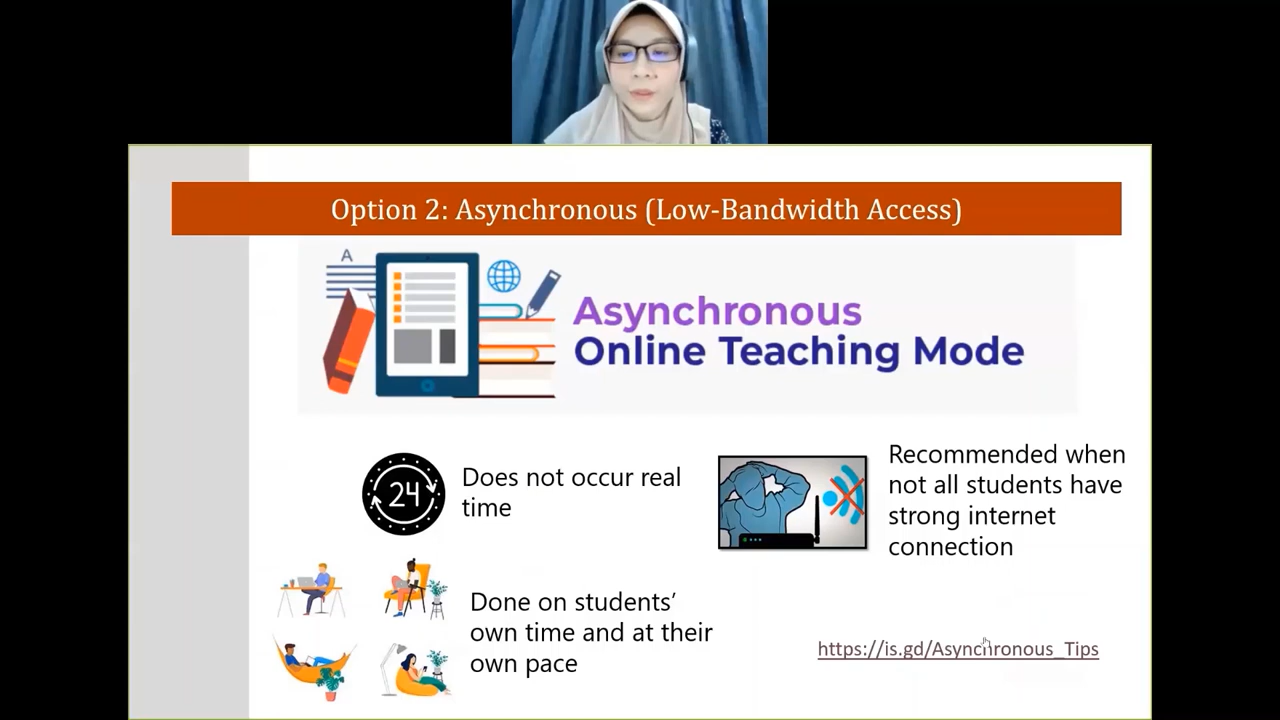 Option 2: Asynchronous (Low-Bandwidth Access)
A
Asynchronous
Online Teaching Mode
24
Does not occur real
time
Recommended when
not all students have
strong internet
connection
Done on students’
own time and at their
own pace
https://is.gd/Asynchronous_Tips